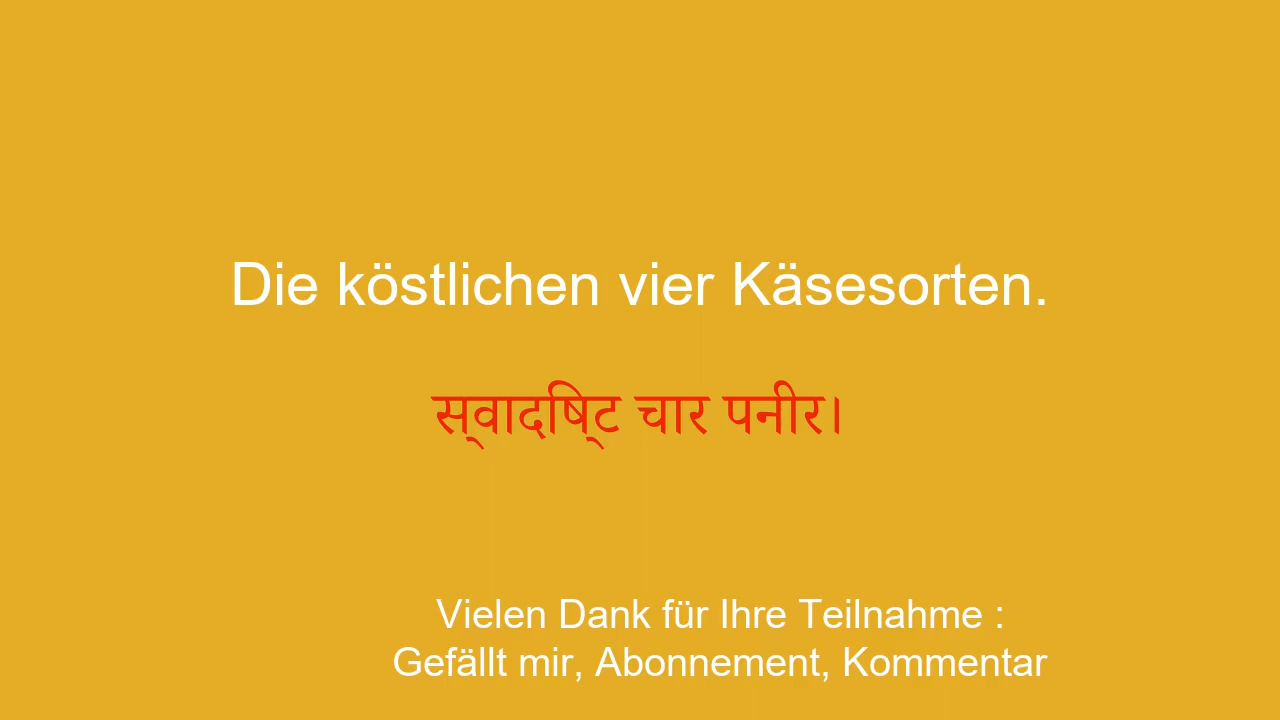 Die köstlichen vier Käsesorten.
स्वादिष्ट चार पनीर।
Vielen Dank für Ihre Teilnahme :
Gefällt mir, Abonnement, Kommentar